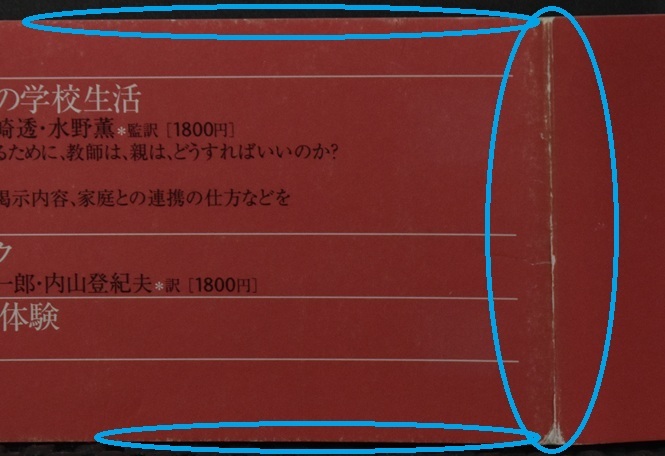 の学校生活
崎透・水野薫*監訳 [1800円]
るために、教師は、親は、どうすればいいのか?
掲示内容、家庭との連携の仕方などを
ク
一郎・内山登紀夫*訳 [1800円]
体験